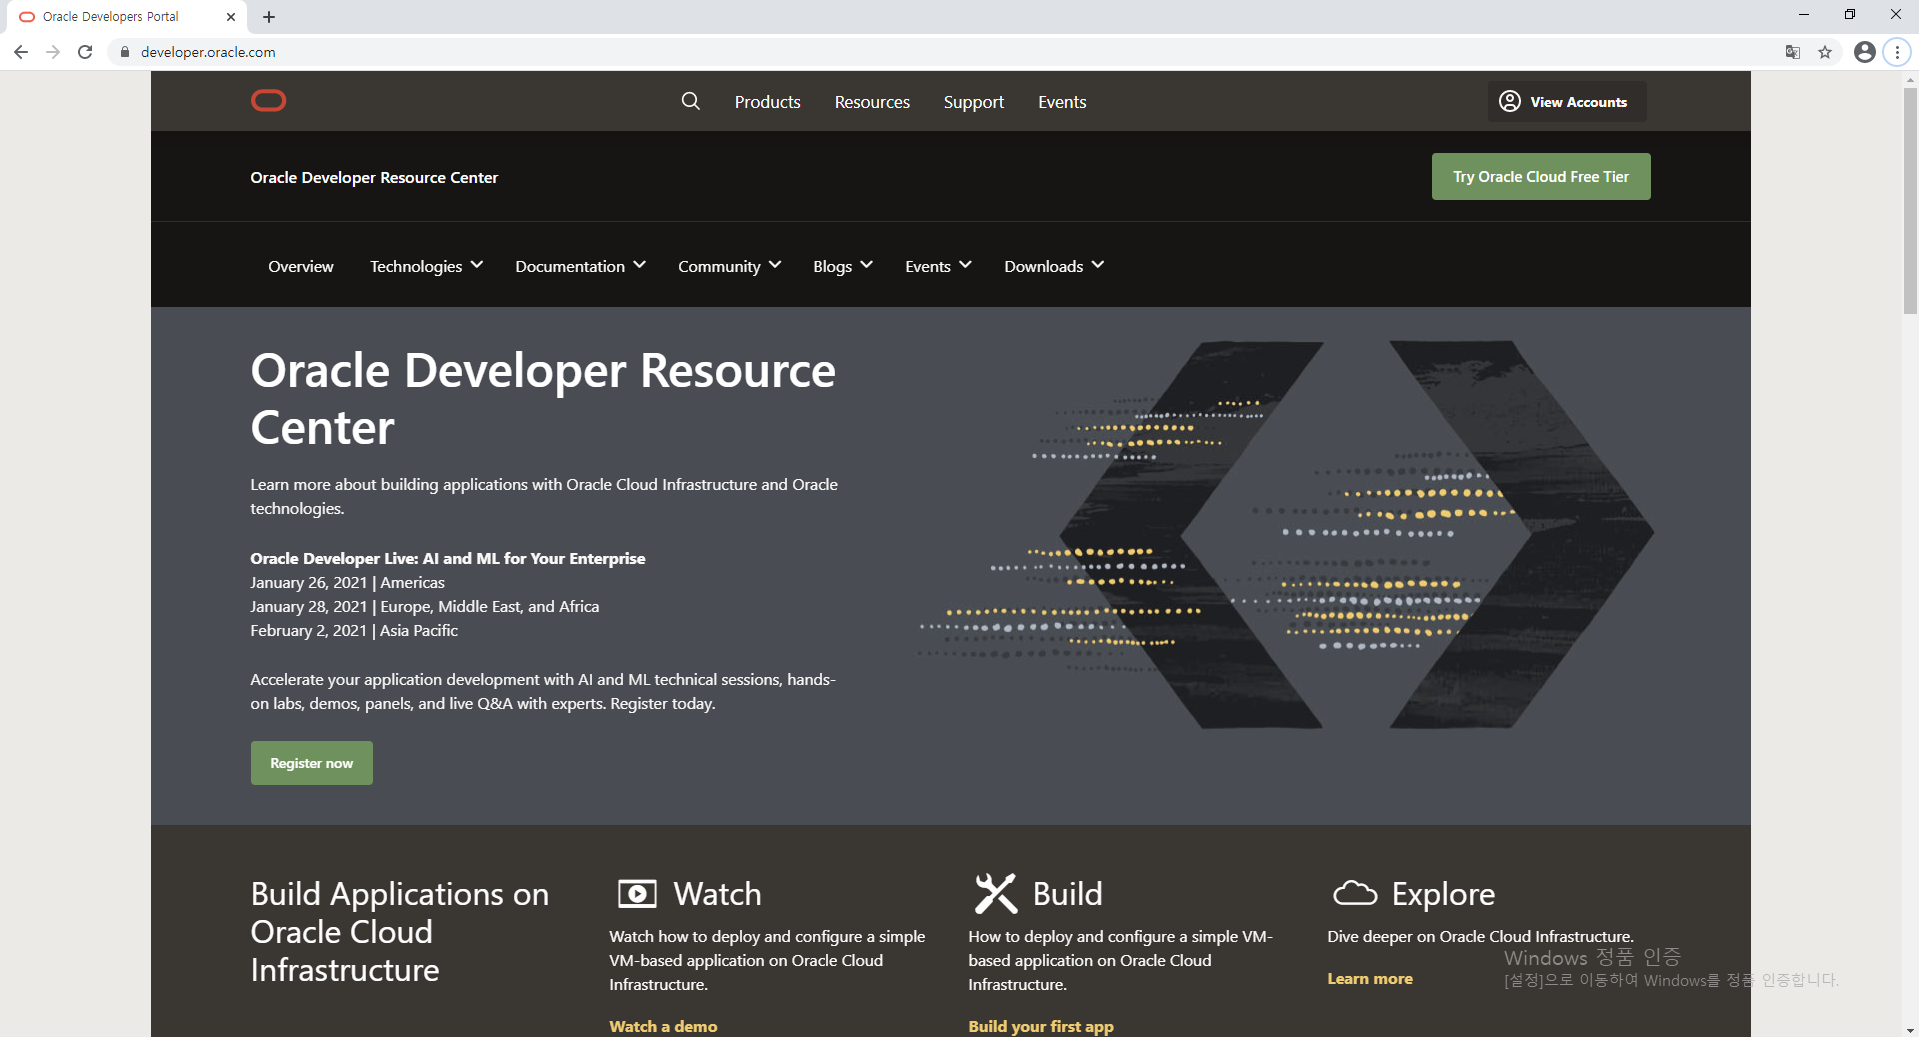 Oracle Developers Portal
developer.oracle.com
Products Resources Support Events
View Accounts
Oracle Developer Resource Center
Try Oracle Cloud Free Tier
Overview Technologies Documentation Community Blogs Events Downloads
Oracle Developer Resource
Center
Learn more about building applications with Oracle Cloud Infrastructure and Oracle
technologies.
Oracle Developer Live: AI and ML for Your Enterprise
January 26, 2021 | Americas
January 28, 2021 | Europe, Middle East, and Africa
February 2, 2021 | Asia Pacific
Accelerate your application development with AI and ML technical sessions, hands-
on labs, demos, panels, and live Q&A with experts. Register today.
Register now
Build Applications on
Oracle Cloud
Infrastructure
Watch
Watch how to deploy and configure a simple
VM-based application on Oracle Cloud
Infrastructure.
Watch a demo
Build
How to deploy and configure a simple VM-
based application on Oracle Cloud
Infrastructure.
Build your first app
Explore
Dive deeper on Oracle Cloud Infrastructure.
Learn more
Windows 정품 인증
[설정]으로 이동하여 Windows를 정품 인증합니다.